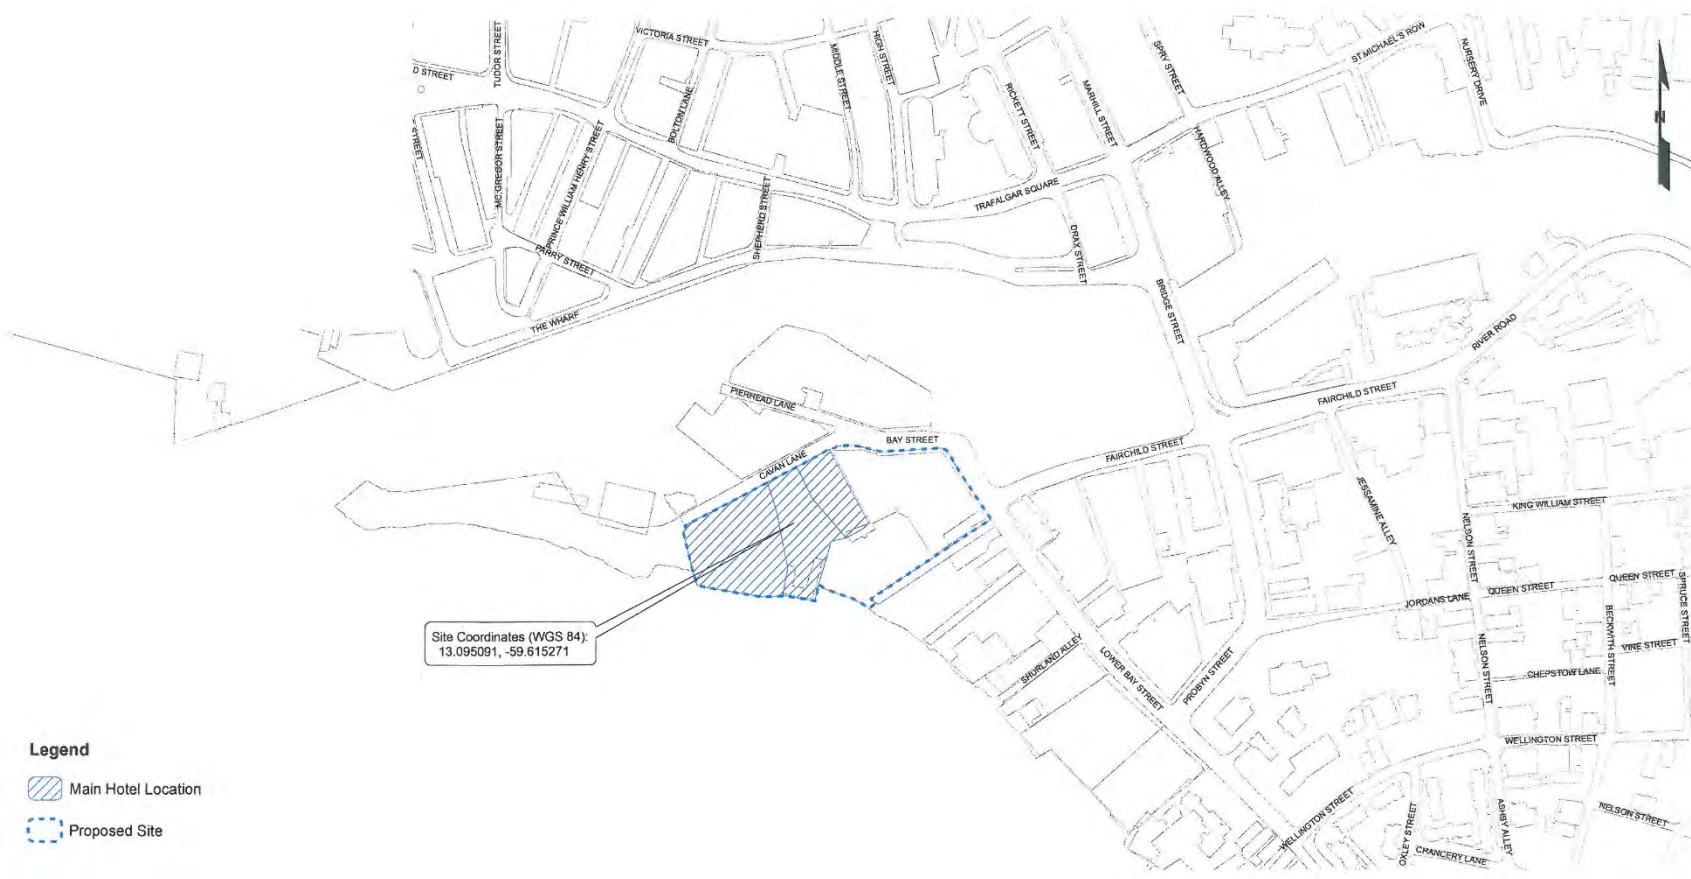 VICTORIA STREET
TUDOR STREET
D STREET
BOLTON LANE
MIDDLE STREET
HIGH STREET
RICKETT STREET
MARHILL STREET
SPRY STREET
ST.MICHAEL'S ROW
NURSERY DRIVE
N
STREET
MC.GREGOR STREET
PRINCE WILLIAM HENRY STREET
PARRY STREET
SHEPHERD STREET
TRAFALGAR SQUARE
HARDWOOD ALLEY
DRAX STREET
BRIDGE STREET
THE WHARF
RIVER ROAD
PIERHEAD LANE
FAIRCHILD STREET
BAY STREET
FAIRCHILD STREET
CAVAN LANE
JESSAMINE ALLEY
KING WILLIAM STREET
NELSON STREET
QUEEN STREET
QUEEN STREET
JORDANS LANE
BECKWITH STREET
SPRUCE STREET
Site Coordinates (WGS 84):
13.095091, -59.615271
SHURLAND ALLEY
LOWER BAY STREET
PROBYN STREET
NELSON STREET
VINE STREET
CHEPSTOW LANE
WELLINGTON STREET
WELLINGTON STREET
OXLEY STREET
ASHBY ALLEY
NELSON STREET
CHANCERY LANE
Legend
Main Hotel Location
Proposed Site